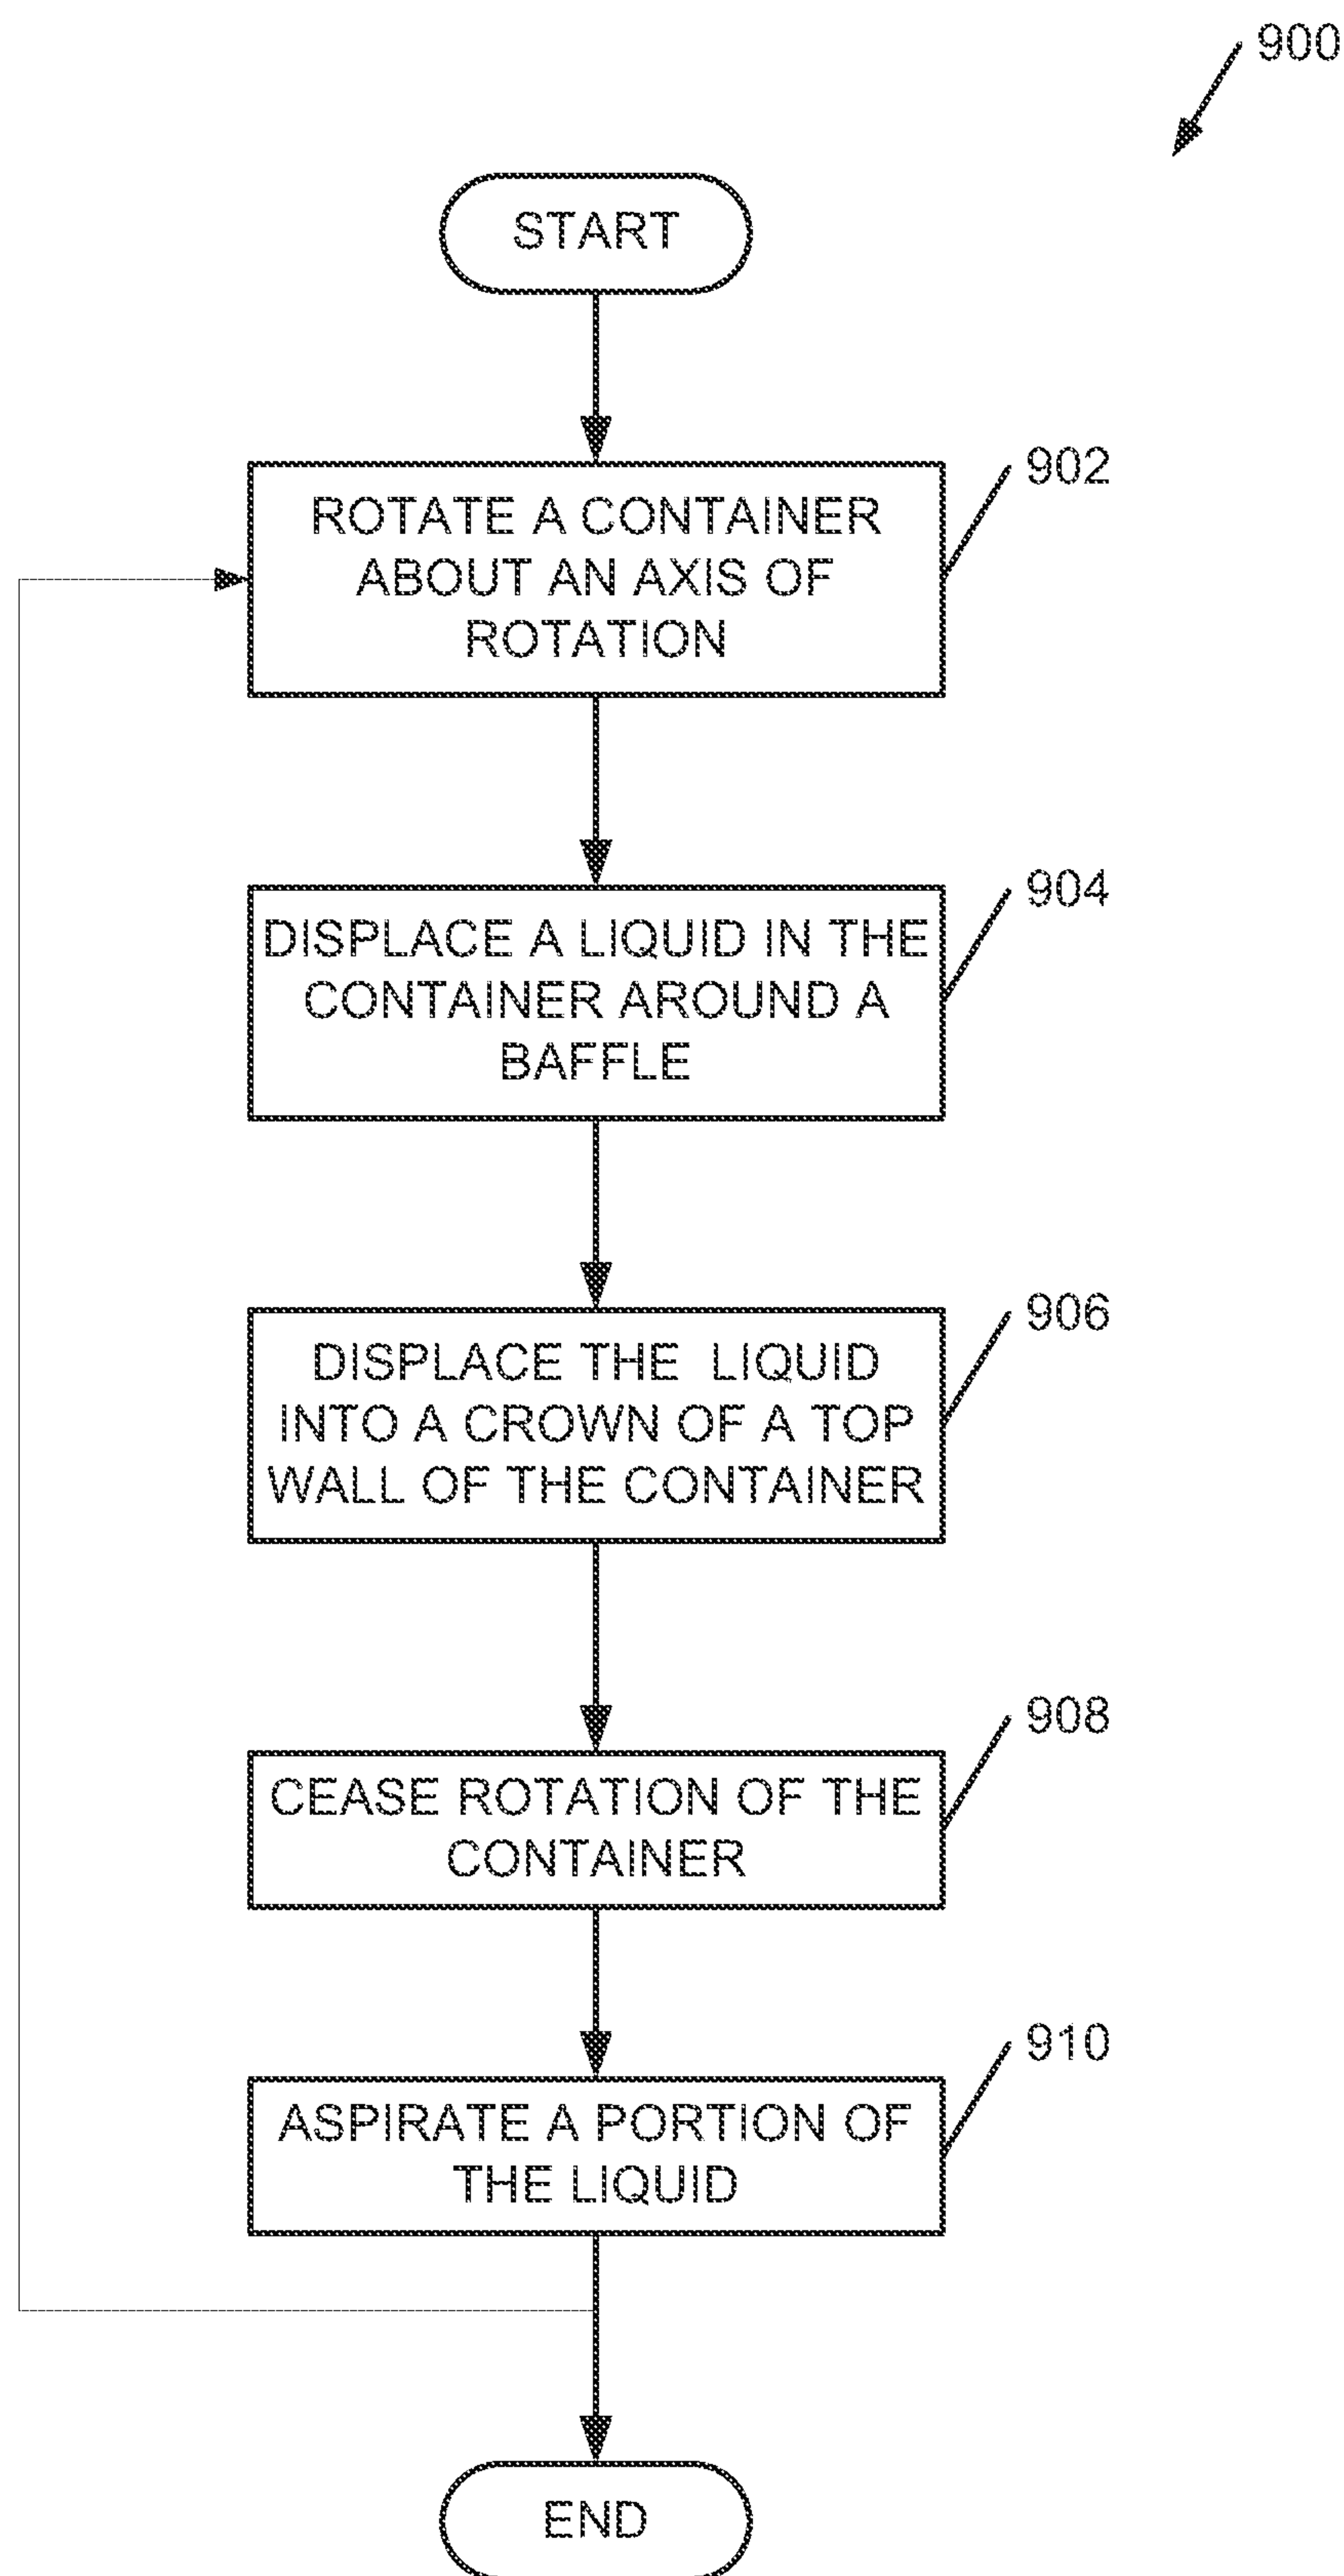 900
START
902
ROTATE A CONTAINER
ABOUT AN AXIS OF
ROTATION
904
DISPLACE A LIQUID IN THE
CONTAINER AROUND A
BAFFLE
906
DISPLACE THE LIQUID
INTO A CROWN OF A TOP
WALL OF THE CONTAINER
908
CEASE ROTATION OF THE
CONTAINER
910
ASPIRATE A PORTION OF
THE LIQUID
END